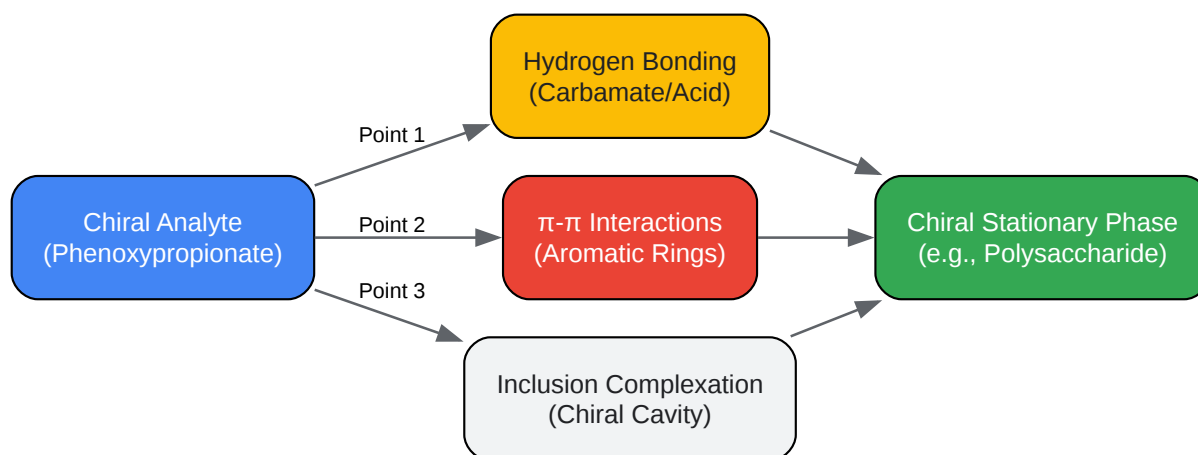 Hydrogen Bonding
(Carbamate/Acid)
Point 1
Chiral Analyte
(Phenoxypropionate)
Point 2
π-π Interactions
(Aromatic Rings)
Chiral Stationary Phase
(e.g., Polysaccharide)
Point 3
Inclusion Complexation
(Chiral Cavity)